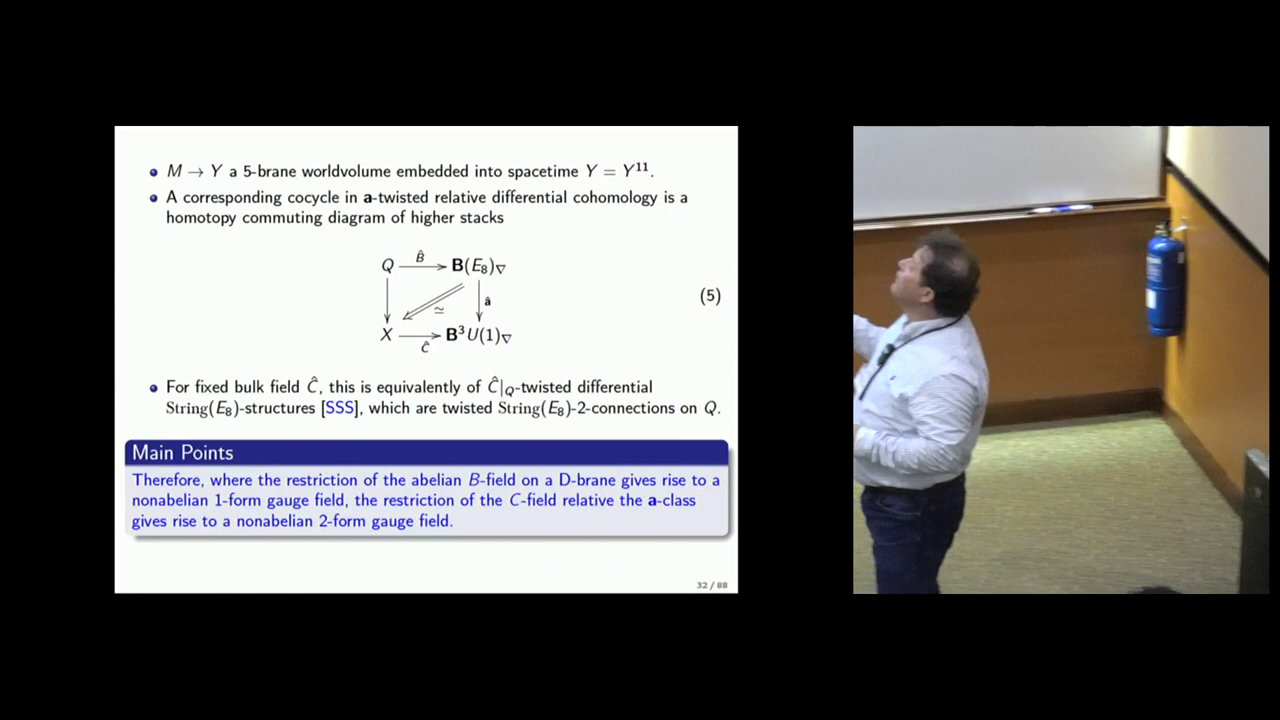 M → Y a 5-brane worldvolume embedded into spacetime Y = Y¹¹.
A corresponding cocycle in a-twisted relative differential cohomology is a
homotopy commuting diagram of higher stacks
B̂
Q → B(E₈)∇
≃ â (5)
X → B³U(1)∇
Ĉ
For fixed bulk field Ĉ, this is equivalently of Ĉ|Q-twisted differential
String(E₈)-structures [SSS], which are twisted String(E₈)-2-connections on Q.
Main Points
Therefore, where the restriction of the abelian B-field on a D-brane gives rise to a
nonabelian 1-form gauge field, the restriction of the C-field relative the a-class
gives rise to a nonabelian 2-form gauge field.
32 / 88